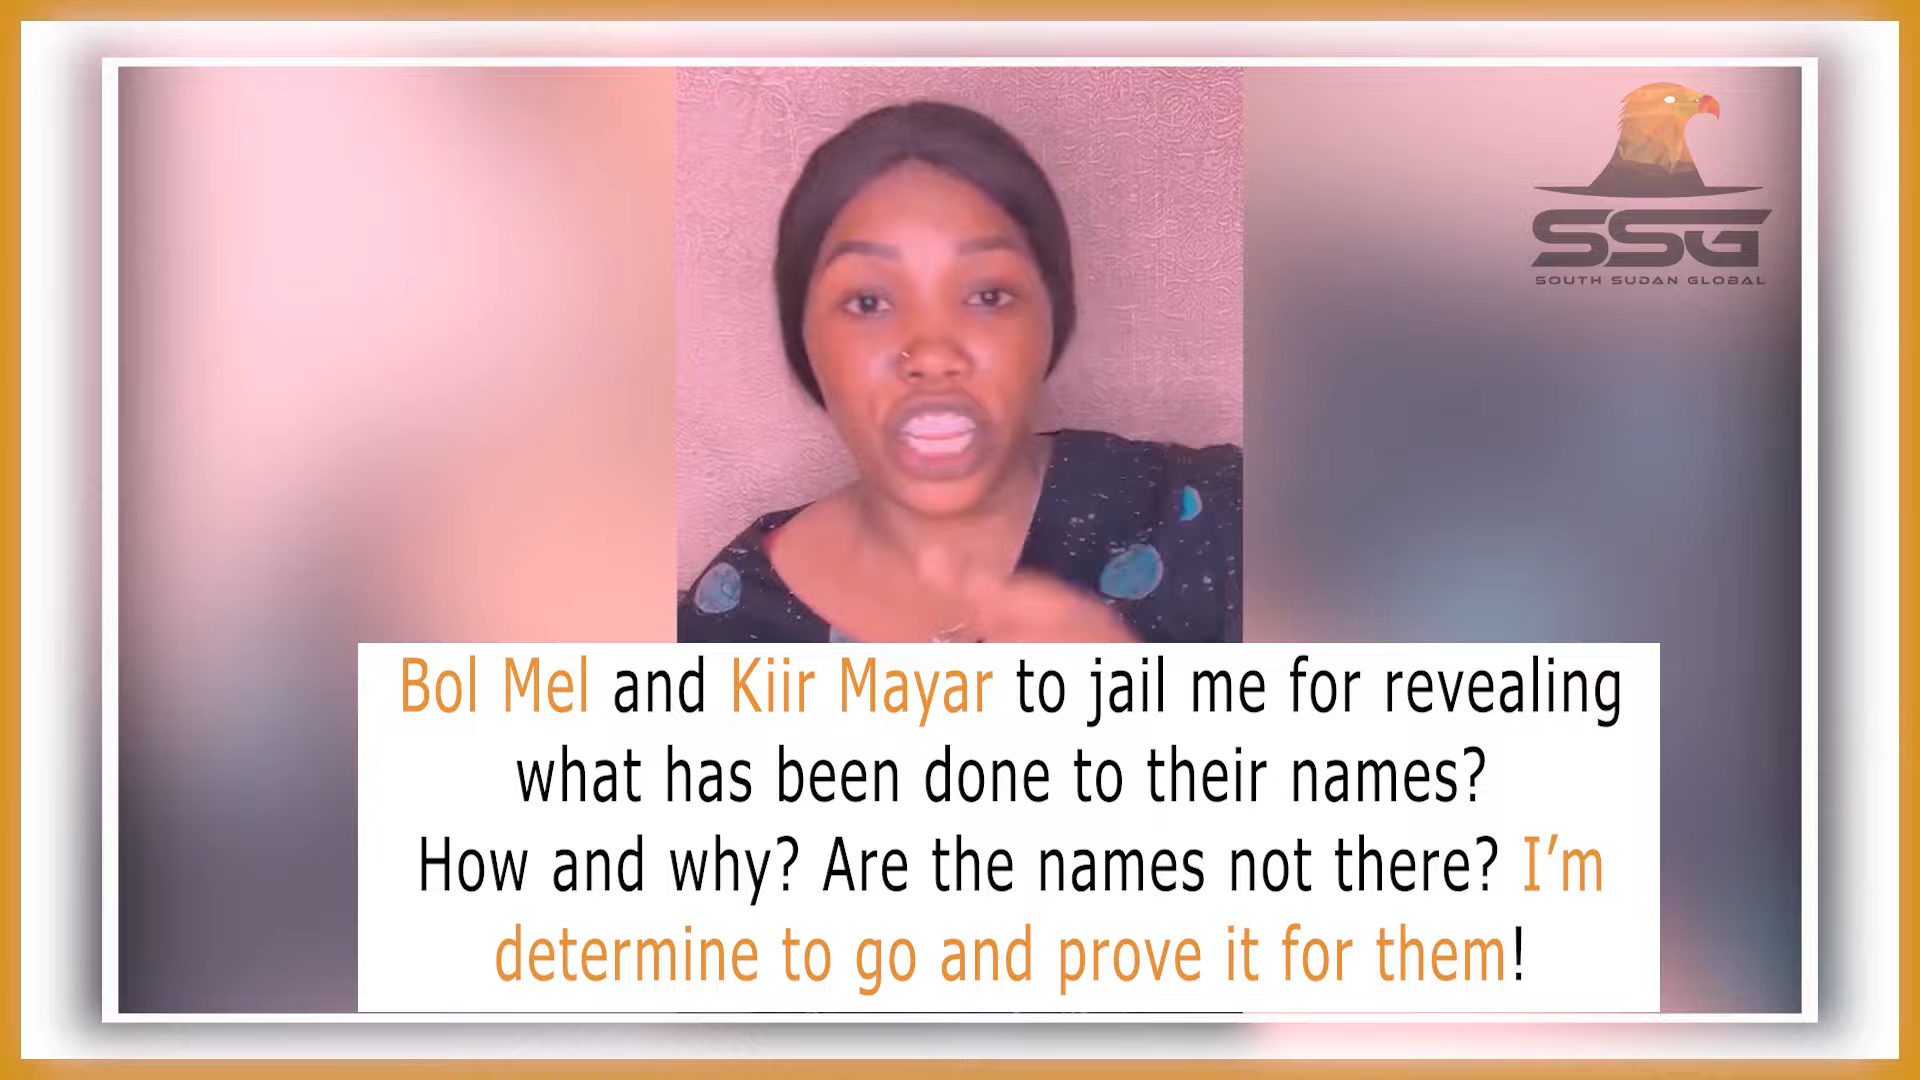 SSG
SOUTH SUDAN GLOBAL
Bol Mel and Kiir Mayar to jail me for revealing
what has been done to their names?
How and why? Are the names not there? I’m
determine to go and prove it for them!